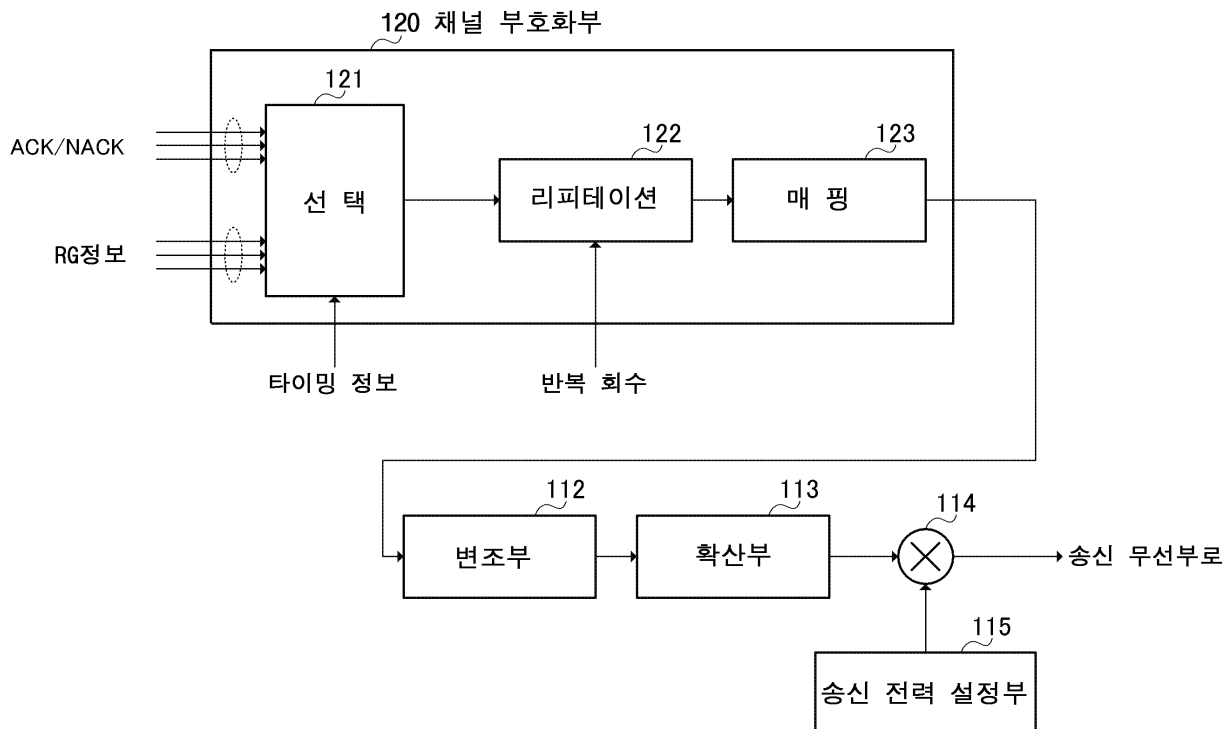 120 채널 부호화부
121
ACK/NACK
선 택
RG정보
122
리피테이션
123
매 핑
타이밍 정보
반복 회수
112
변조부
113
확산부
114
송신 무선부로
115
송신 전력 설정부